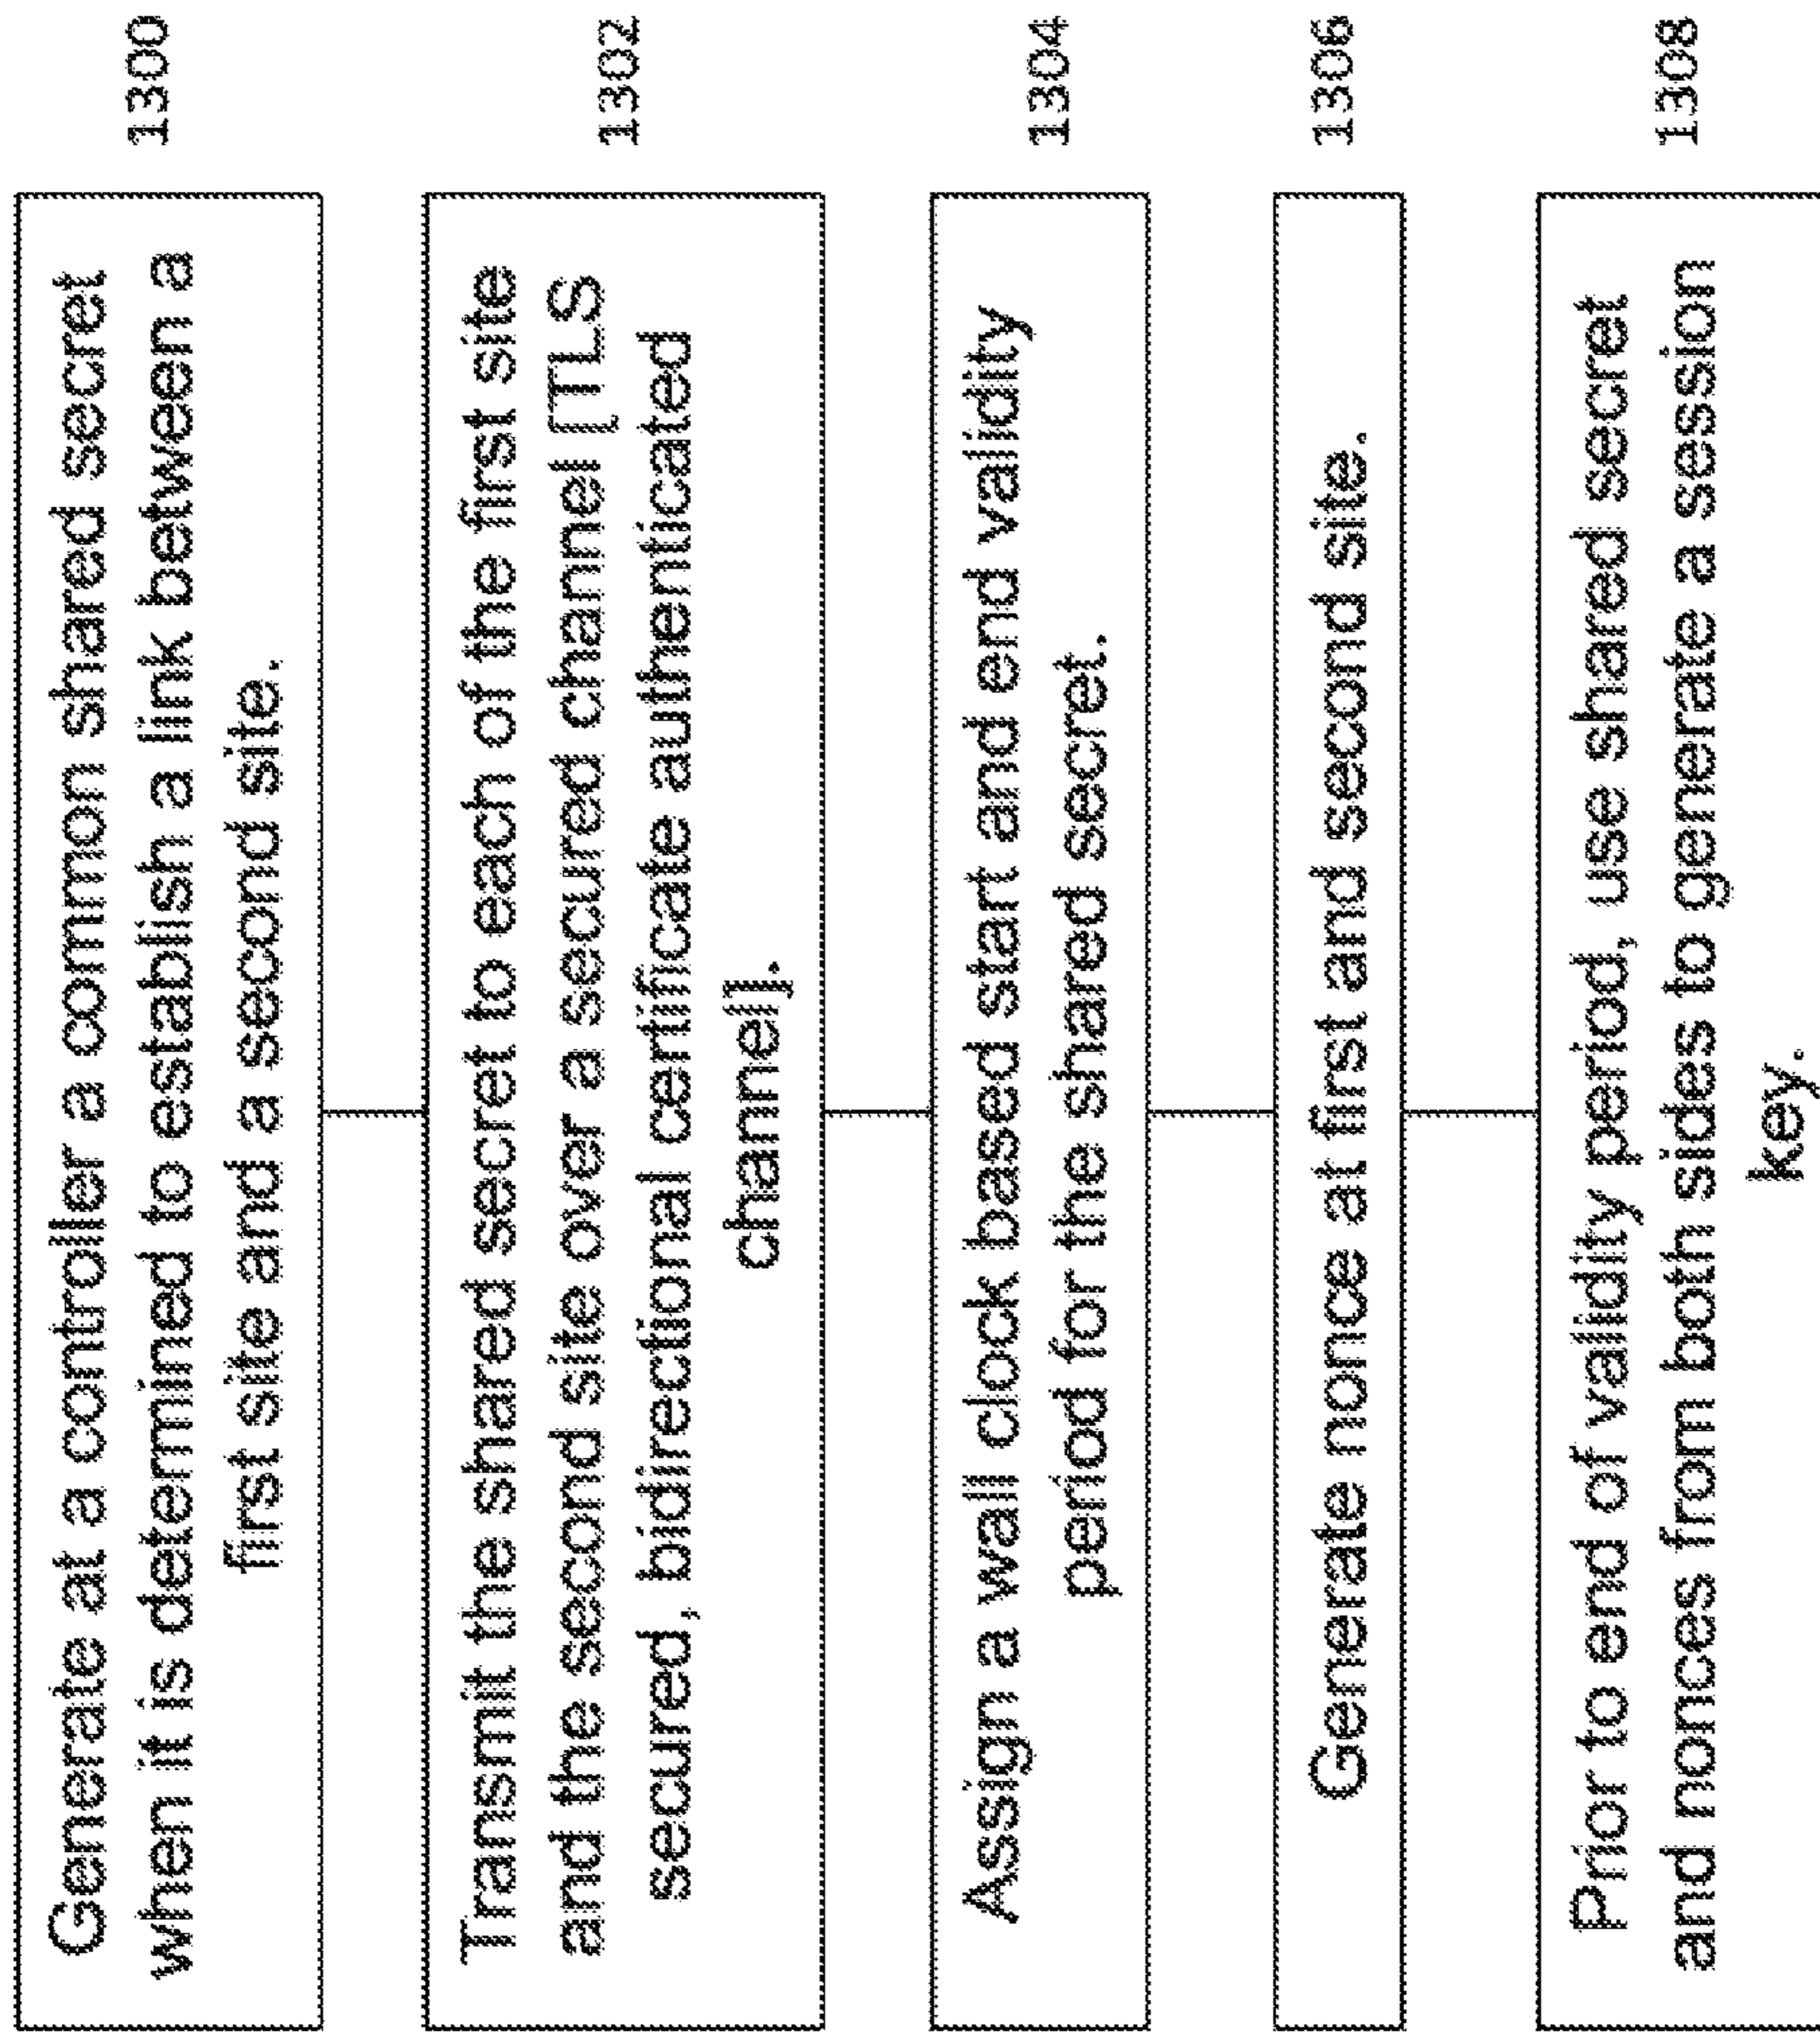 Generate at a controller a common shared secret
when it is determined to establish a link between a
first site and a second site.
1300
Transmit the shared secret to each of the first site
and the second site over a secured channel [TLS
secured, bidirectional certificate authenticated
channel].
1302
Assign a wall clock based start and end validity
period for the shared secret.
1304
Generate nonce at first and second site.
1306
Prior to end of validity period, use shared secret
and nonces from both sides to generate a session
key.
1308